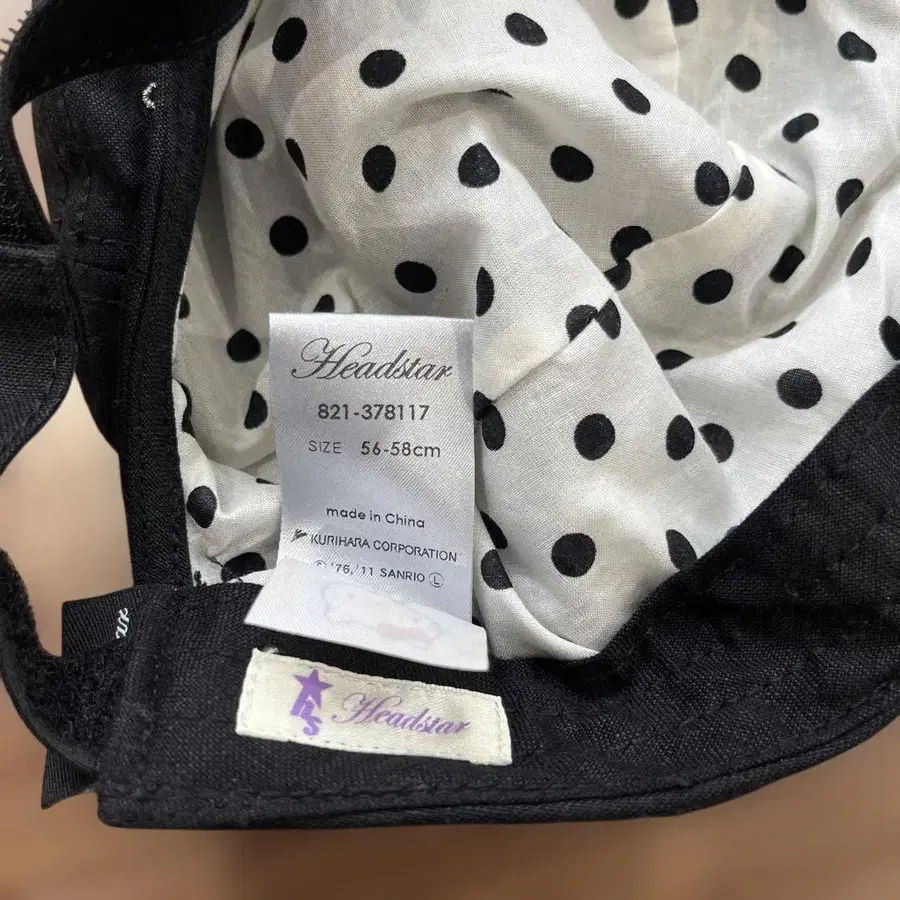 Headstar
821-378117
SIZE 56-58cm
made in China
KURIHARA CORPORATION
© '76, '11 SANRIO Ⓛ
hs Headstar